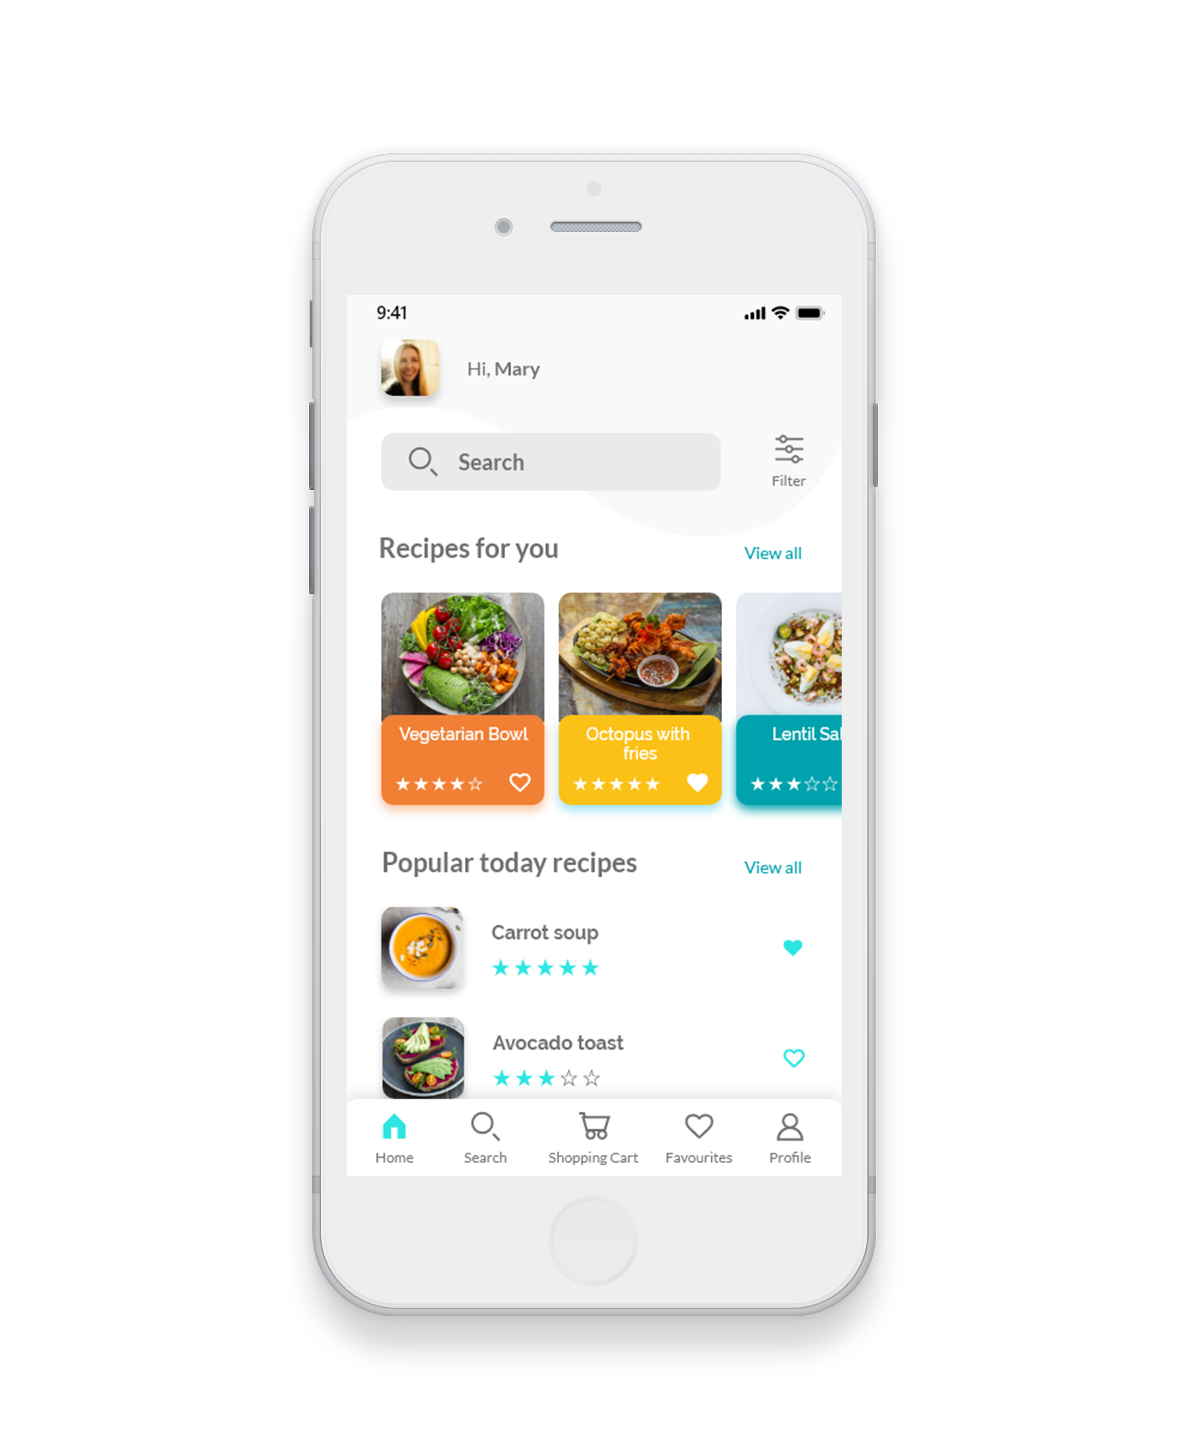 9:41
Hi, Mary
Search
Filter
Recipes for you
View all
Vegetarian Bowl
Octopus with
fries
Lentil Sal
Popular today recipes
View all
Carrot soup
Avocado toast
Home
Search
Shopping Cart
Favourites
Profile